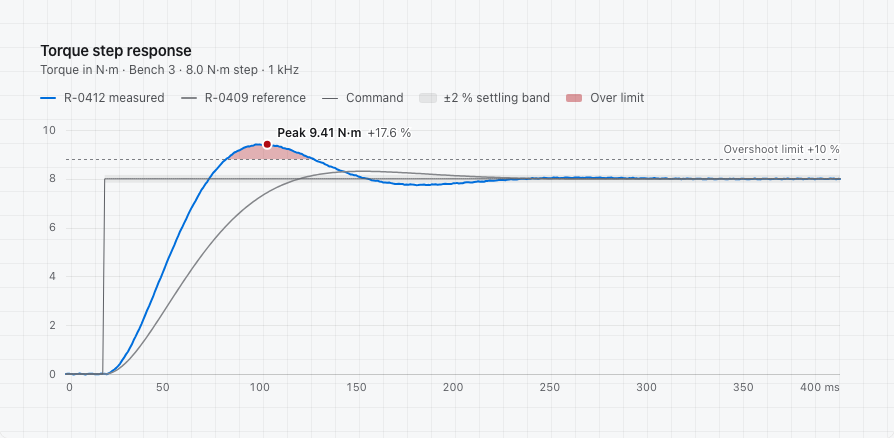 Torque step response
Torque in N·m · Bench 3 · 8.0 N·m step · 1 kHz
R-0412 measured R-0409 reference Command ±2 % settling band Over limit
10
Peak 9.41 N·m +17.6 %
Overshoot limit +10 %
8
6
4
2
0
0 50 100 150 200 250 300 350 400 ms